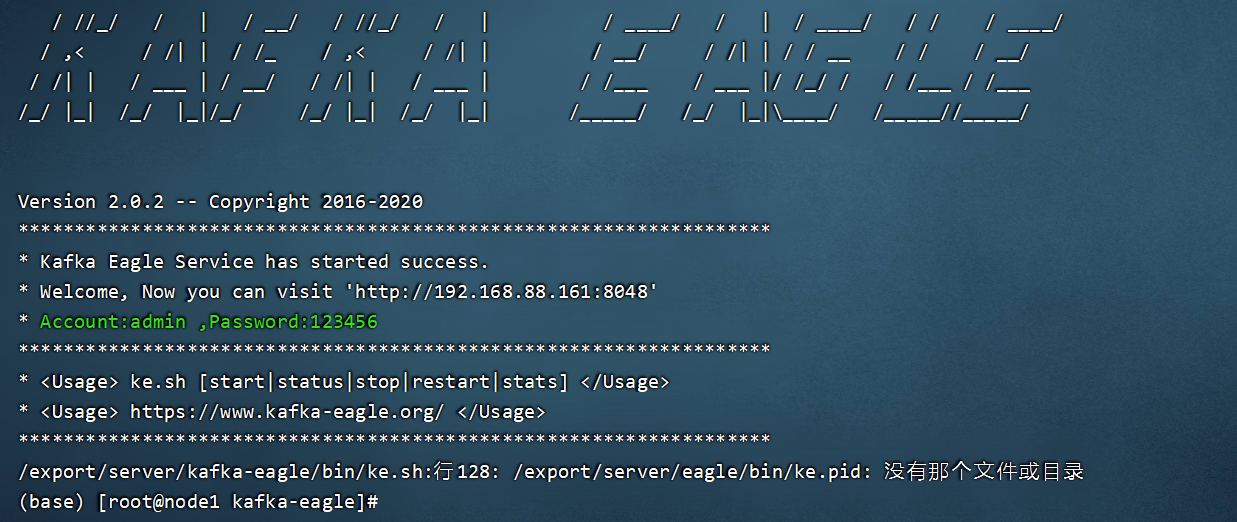 / //_/   /   |   / __/   / //_/   /   |          / ____/   /   |  / ____/   / /    / ____/
  / ,<     / /| |  / /_    / ,<     / /| |         / __/     / /| | / / __    / /    / __/
 / /| |   / ___ | / __/   / /| |   / ___ |        / /___    / ___ |/ /_/ /   / /___ / /___
/_/ |_|  /_/  |_|/_/     /_/ |_|  /_/  |_|       /_____/   /_/  |_|\____/   /_____//_____/
Version 2.0.2 -- Copyright 2016-2020
*******************************************************************
* Kafka Eagle Service has started success.
* Welcome, Now you can visit 'http://192.168.88.161:8048'
* Account:admin ,Password:123456
*******************************************************************
* <Usage> ke.sh [start|status|stop|restart|stats] </Usage>
* <Usage> https://www.kafka-eagle.org/ </Usage>
*******************************************************************
/export/server/kafka-eagle/bin/ke.sh:行128: /export/server/eagle/bin/ke.pid: 没有那个文件或目录
(base) [root@node1 kafka-eagle]#